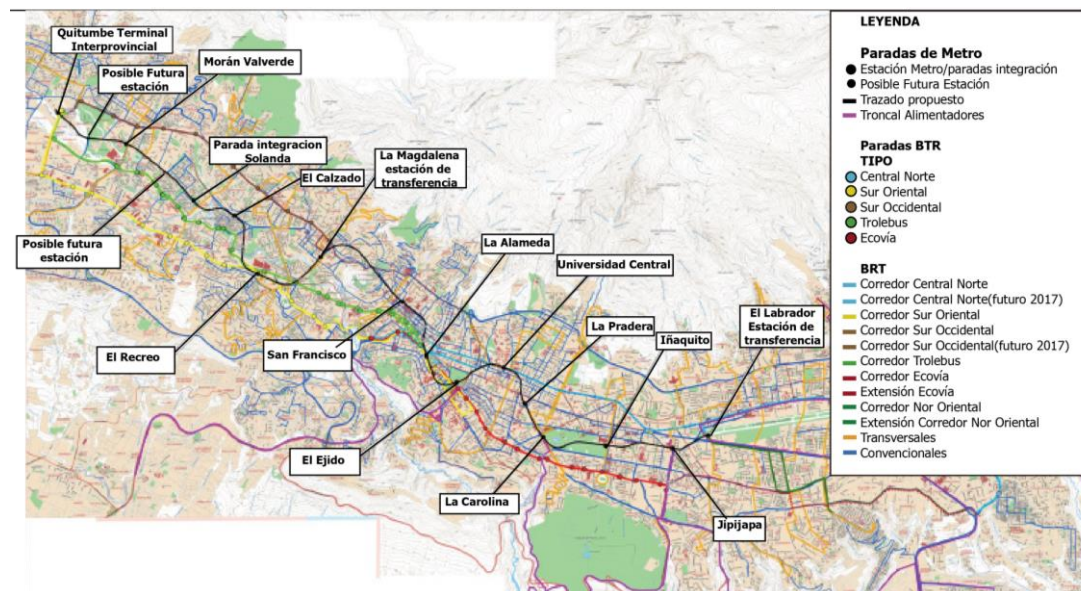 Quitumbe Terminal
Interprovincial
Morán Valverde
Posible Futura
estación
Parada integracion
Solanda
La Magdalena
estación de
transferencia
El Calzado
Posible futura
estación
La Alameda
Universidad Central
El Recreo
San Francisco
La Pradera
Iñaquito
El Labrador
Estación de
transferencia
El Ejido
La Carolina
Jipijapa
LEYENDA
Paradas de Metro
Estación Metro/paradas integración
Posible Futura Estación
Trazado propuesto
Troncal Alimentadores
Paradas BTR
TIPO
Central Norte
Sur Oriental
Sur Occidental
Trolebus
Ecovía
BRT
Corredor Central Norte
Corredor Central Norte(futuro 2017)
Corredor Sur Oriental
Corredor Sur Occidental
Corredor Sur Occidental(futuro 2017)
Corredor Trolebus
Corredor Ecovía
Extensión Ecovía
Corredor Nor Oriental
Extensión Corredor Nor Oriental
Transversales
Convencionales